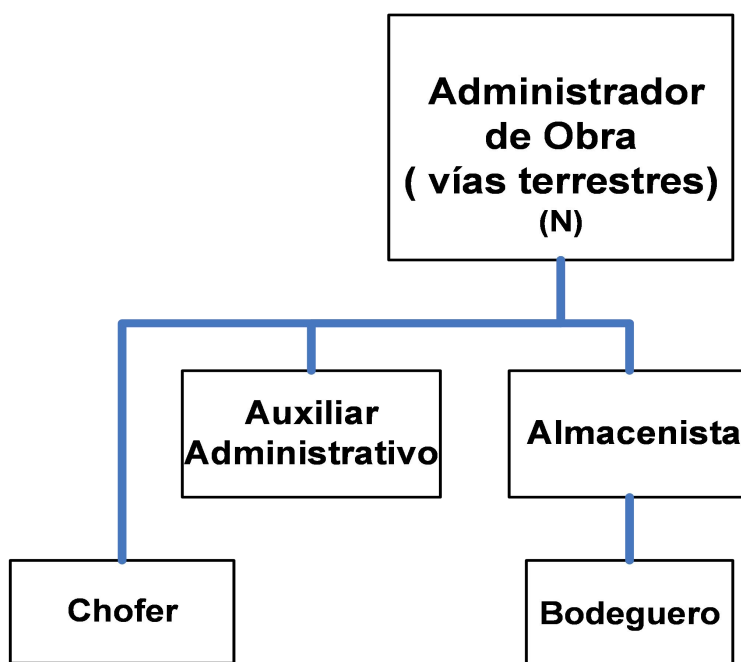 Administrador
de Obra
( vías terrestres)
(N)
Auxiliar
Administrativo
Almacenista
Chofer
Bodeguero